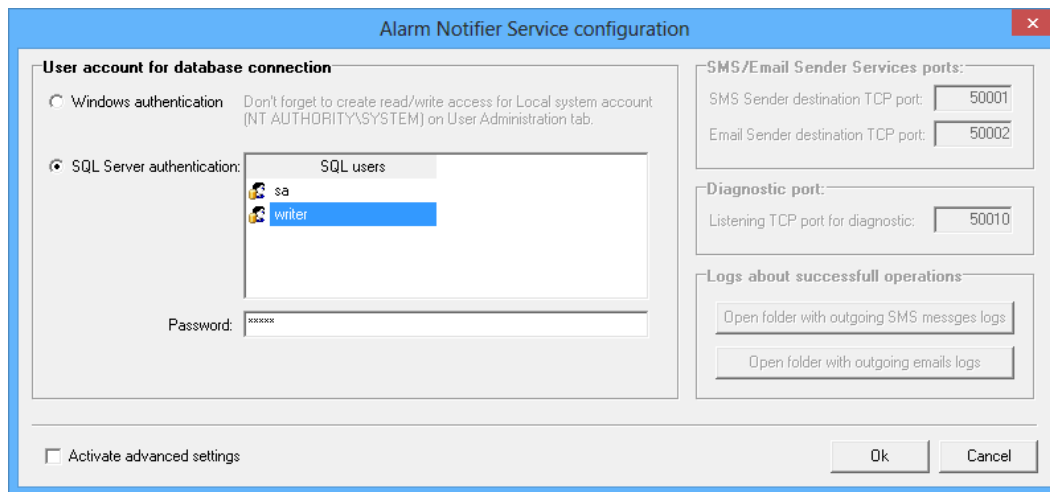 Alarm Notifier Service configuration
User account for database connection
Windows authentication
Don't forget to create read/write access for Local system account
(NT AUTHORITY\SYSTEM) on User Administration tab.
SQL Server authentication:
SQL users
sa
writer
Password:
*****
SMS/Email Sender Services ports:
SMS Sender destination TCP port:
50001
Email Sender destination TCP port:
50002
Diagnostic port:
Listening TCP port for diagnostic:
50010
Logs about successfull operations
Open folder with outgoing SMS messges logs
Open folder with outgoing emails logs
Activate advanced settings
Ok
Cancel